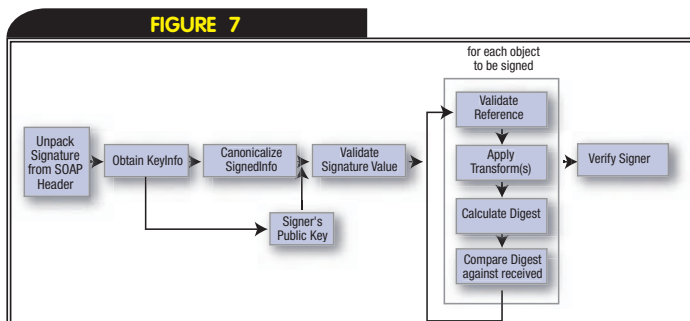 FIGURE 7
for each object
to be signed
Unpack
Signature
from SOAP
Header
Obtain KeyInfo
Canonicalize
SignedInfo
Validate
Signature Value
Signer's
Public Key
Validate
Reference
Apply
Transform(s)
Calculate Digest
Compare Digest
against received
Verify Signer